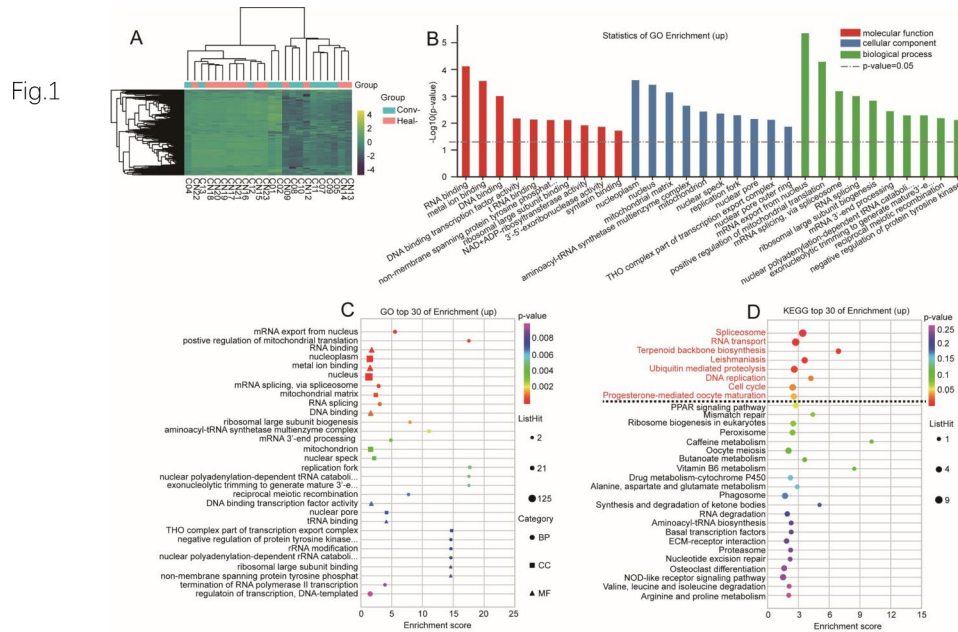 Fig.1
A
Group
Group
Conv-
Heal-
4
2
0
-2
-4
B
Statistics of GO Enrichment (up)
molecular function
cellular component
biological process
p-value=0.05
-Log10(p-value)
5
4
3
2
1
0
RNA binding
metal ion binding
DNA binding
DNA binding transcription factor activity
tRNA binding
non-membrane spanning protein tyrosine phosphat...
ribosomal large subunit binding
NAD+ADP-ribosyltransferase activity
3'-5'-exoribonuclease activity
syntaxin binding
nucleoplasm
nucleus
mitochondrial matrix
mitochondrion
aminoacyl-tRNA synthetase multienzyme complex
nuclear speck
replication fork
nuclear pore
THO complex part of transcription export complex
nuclear pore outer ring
mRNA export from nucleus
positive regulation of mitochondrial translation
mRNA splicing, via spliceosome
RNA splicing
ribosomal large subunit biogenesis
mRNA 3'-end processing
nuclear polyadenylation-dependent tRNA cataboli...
exonucleolytic trimming to generate mature3'-e...
reciprocal meiotic recombination
negative regulation of protein tyrosine kinase
C
GO top 30 of Enrichment (up)
mRNA export from nucleus
postive regulation of mitochondrial translation
RNA binding
nucleoplasm
metal ion binding
nucleus
mRNA splicing, via spliceosome
mitochondrial matrix
RNA splicing
DNA binding
ribosomal large subunit biogenesis
aminoacyl-tRNA synthetase multienzyme complex
mRNA 3'-end processing
mitochondrion
nuclear speck
replication fork
nuclear polyadenylation-dependent tRNA cataboli...
exonucleolytic trimming to generate mature 3'-e...
reciprocal meiotic recombination
DNA binding transcription factor activity
nuclear pore
tRNA binding
THO complex part of transcription export complex
negative regulation of protein tyrosine kinase...
rRNA modification
nuclear polyadenylation-dependent rRNA cataboli...
ribosomal large subunit binding
non-membrane spanning protein tyrosine phosphat
termination of RNA polymerase II transcription
regulatoin of transcription, DNA-templated
0 5 10 15 20 25
Enrichment score
p-value
0.008
0.006
0.004
0.002
ListHit
2
21
125
Category
BP
CC
MF
D
KEGG top 30 of Enrichment (up)
Spliceosome
RNA transport
Terpenoid backbone biosynthesis
Leishmaniasis
Ubiquitin mediated proteolysis
DNA replication
Cell cycle
Progesterone-mediated oocyte maturation
PPAR signaling pathway
Mismatch repair
Ribosome biogenesis in eukaryotes
Peroxisome
Caffeine metabolism
Oocyte meiosis
Butanoate metabolism
Vitamin B6 metabolism
Drug metabolism-cytochrome P450
Alanine, aspartate and glutamate metabolism
Phagosome
Synthesis and degradation of ketone bodies
RNA degradation
Aminoacyl-tRNA biosynthesis
Basal transcription factors
ECM-receptor interaction
Proteasome
Nucleotide excision repair
Osteoclast differentiation
NOD-like receptor signaling pathway
Valine, leucine and isoleucine degradation
Arginine and proline metabolism
0 3 6 9 12 15
Enrichment score
p-value
0.25
0.20
0.15
0.10
0.05
0.00
ListHit
1
4
9